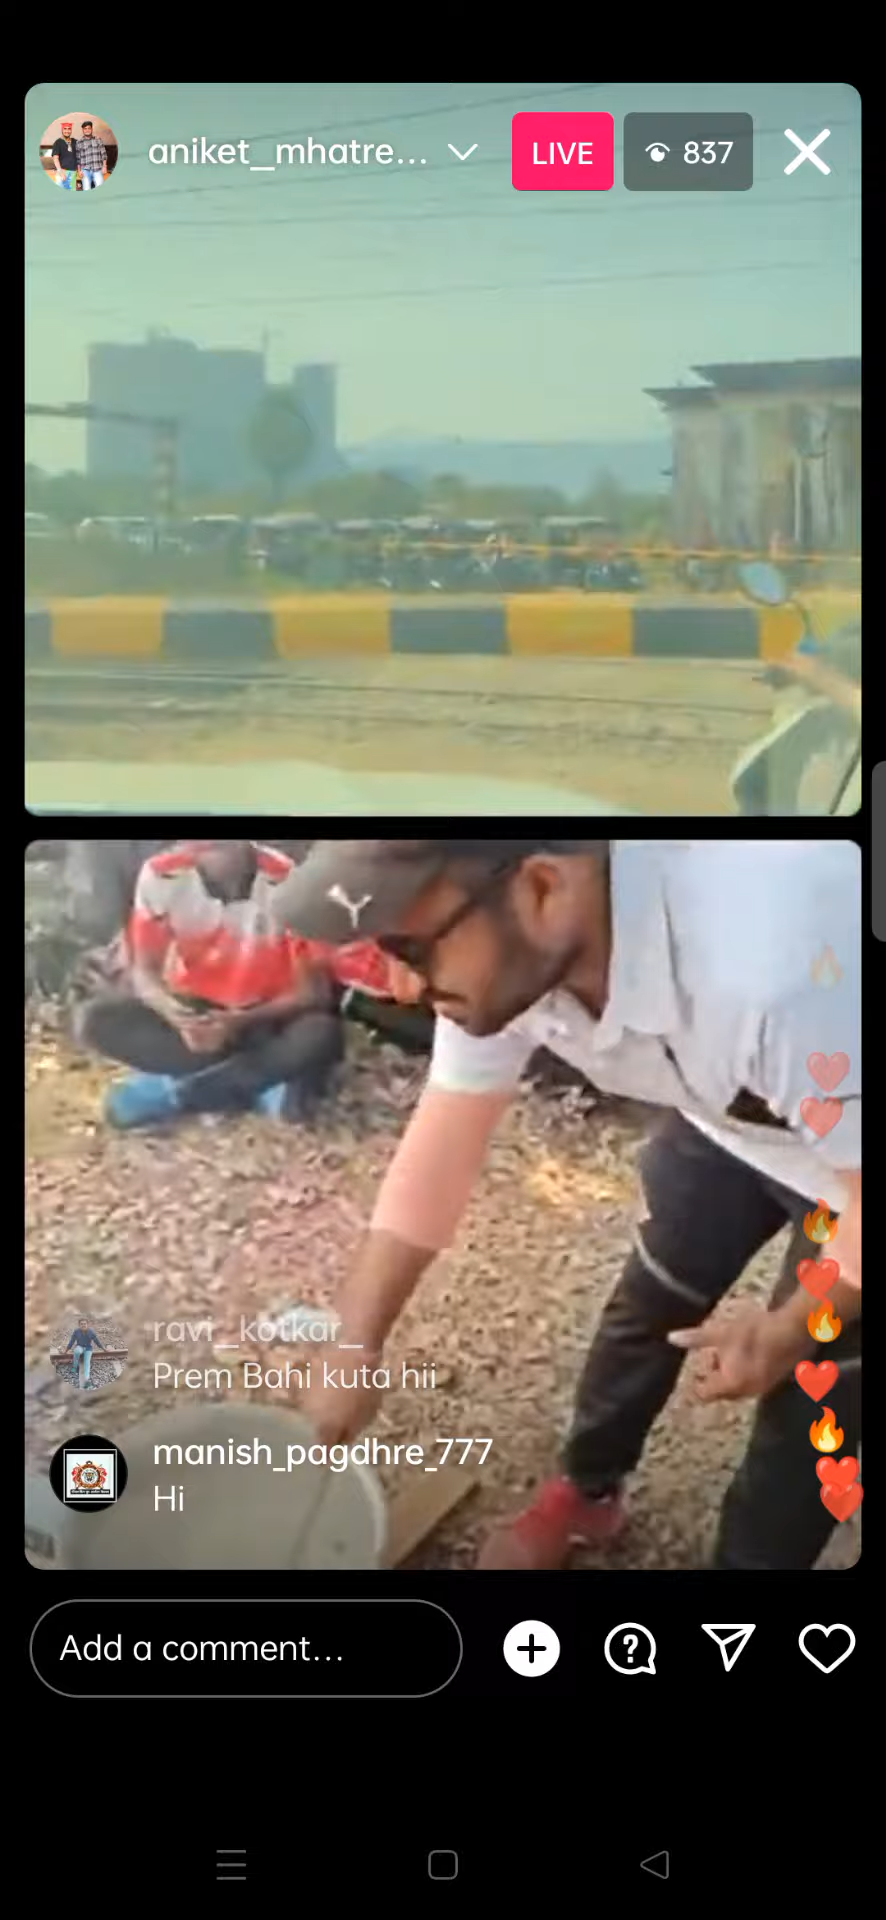 aniket_mhatre...
LIVE
837
ravi_kotkar_
Prem Bahi kuta hii
manish_pagdhre_777
Hi
Add a comment...